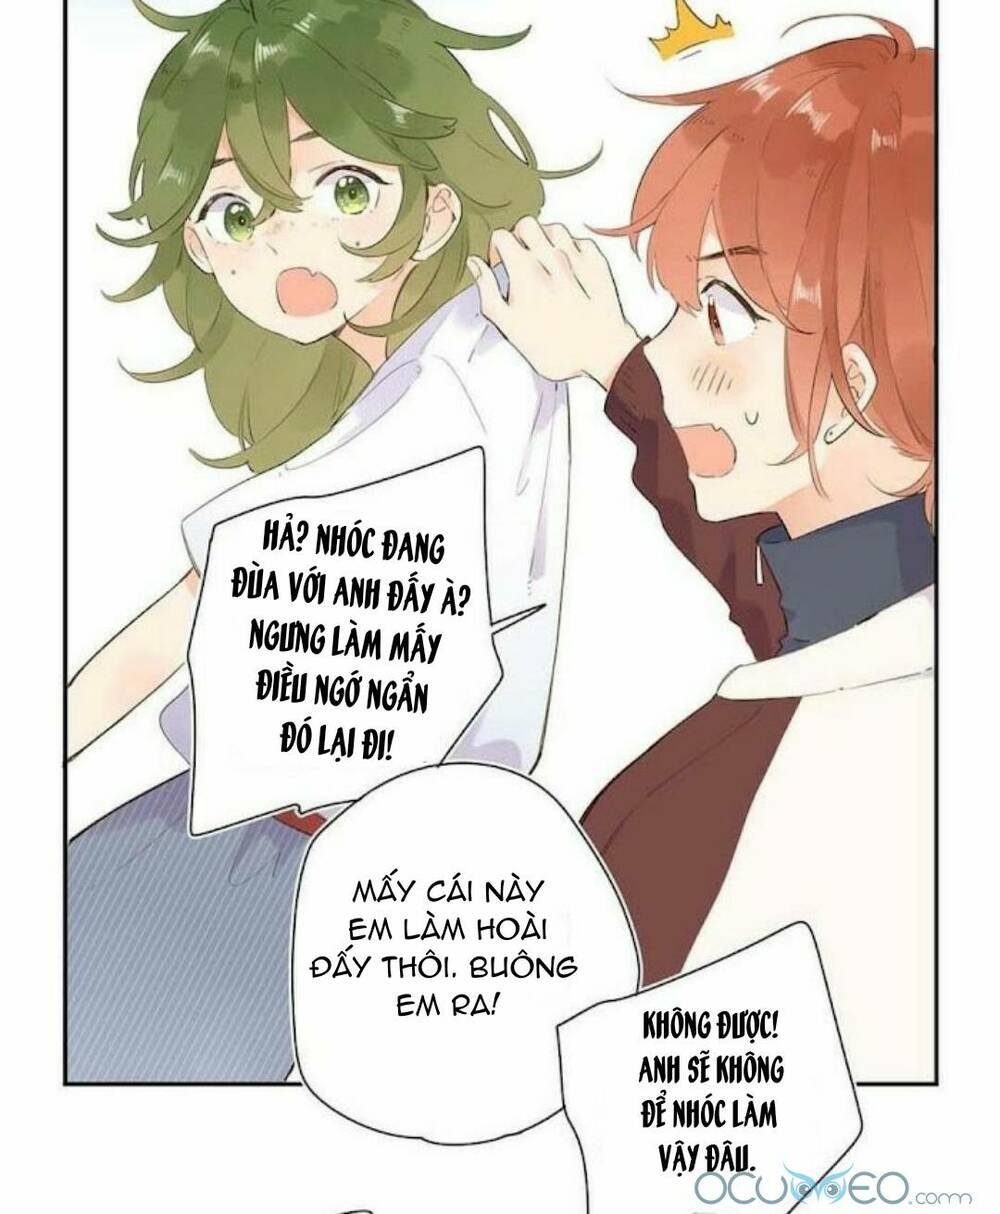 HẢ? NHÓC ĐANG
ĐÙA VỚI ANH ĐẤY À?
NGƯNG LÀM MẤY
ĐIỀU NGỚ NGẨN
ĐÓ LẠI ĐI!
MẤY CÁI NÀY
EM LÀM HOÀI
ĐẤY THÔI. BUÔNG
EM RA!
KHÔNG ĐƯỢC!
ANH SẼ KHÔNG
ĐỂ NHÓC LÀM
VẬY ĐÂU.
OCUMEO.com